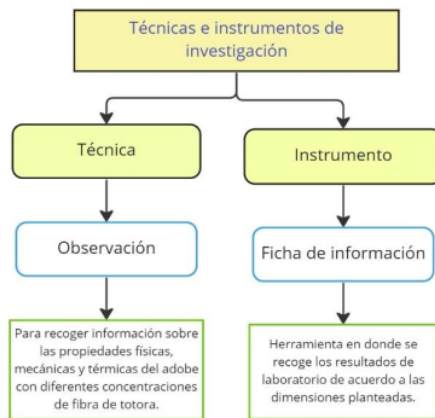 Técnicas e instrumentos de
investigación
Técnica
Instrumento
Observación
Ficha de información
Para recoger información sobre
las propiedades físicas,
mecánicas y térmicas del adobe
con diferentes concentraciones
de fibra de totora.
Herramienta en donde se
recoge los resultados de
laboratorio de acuerdo a las
dimensiones planteadas.